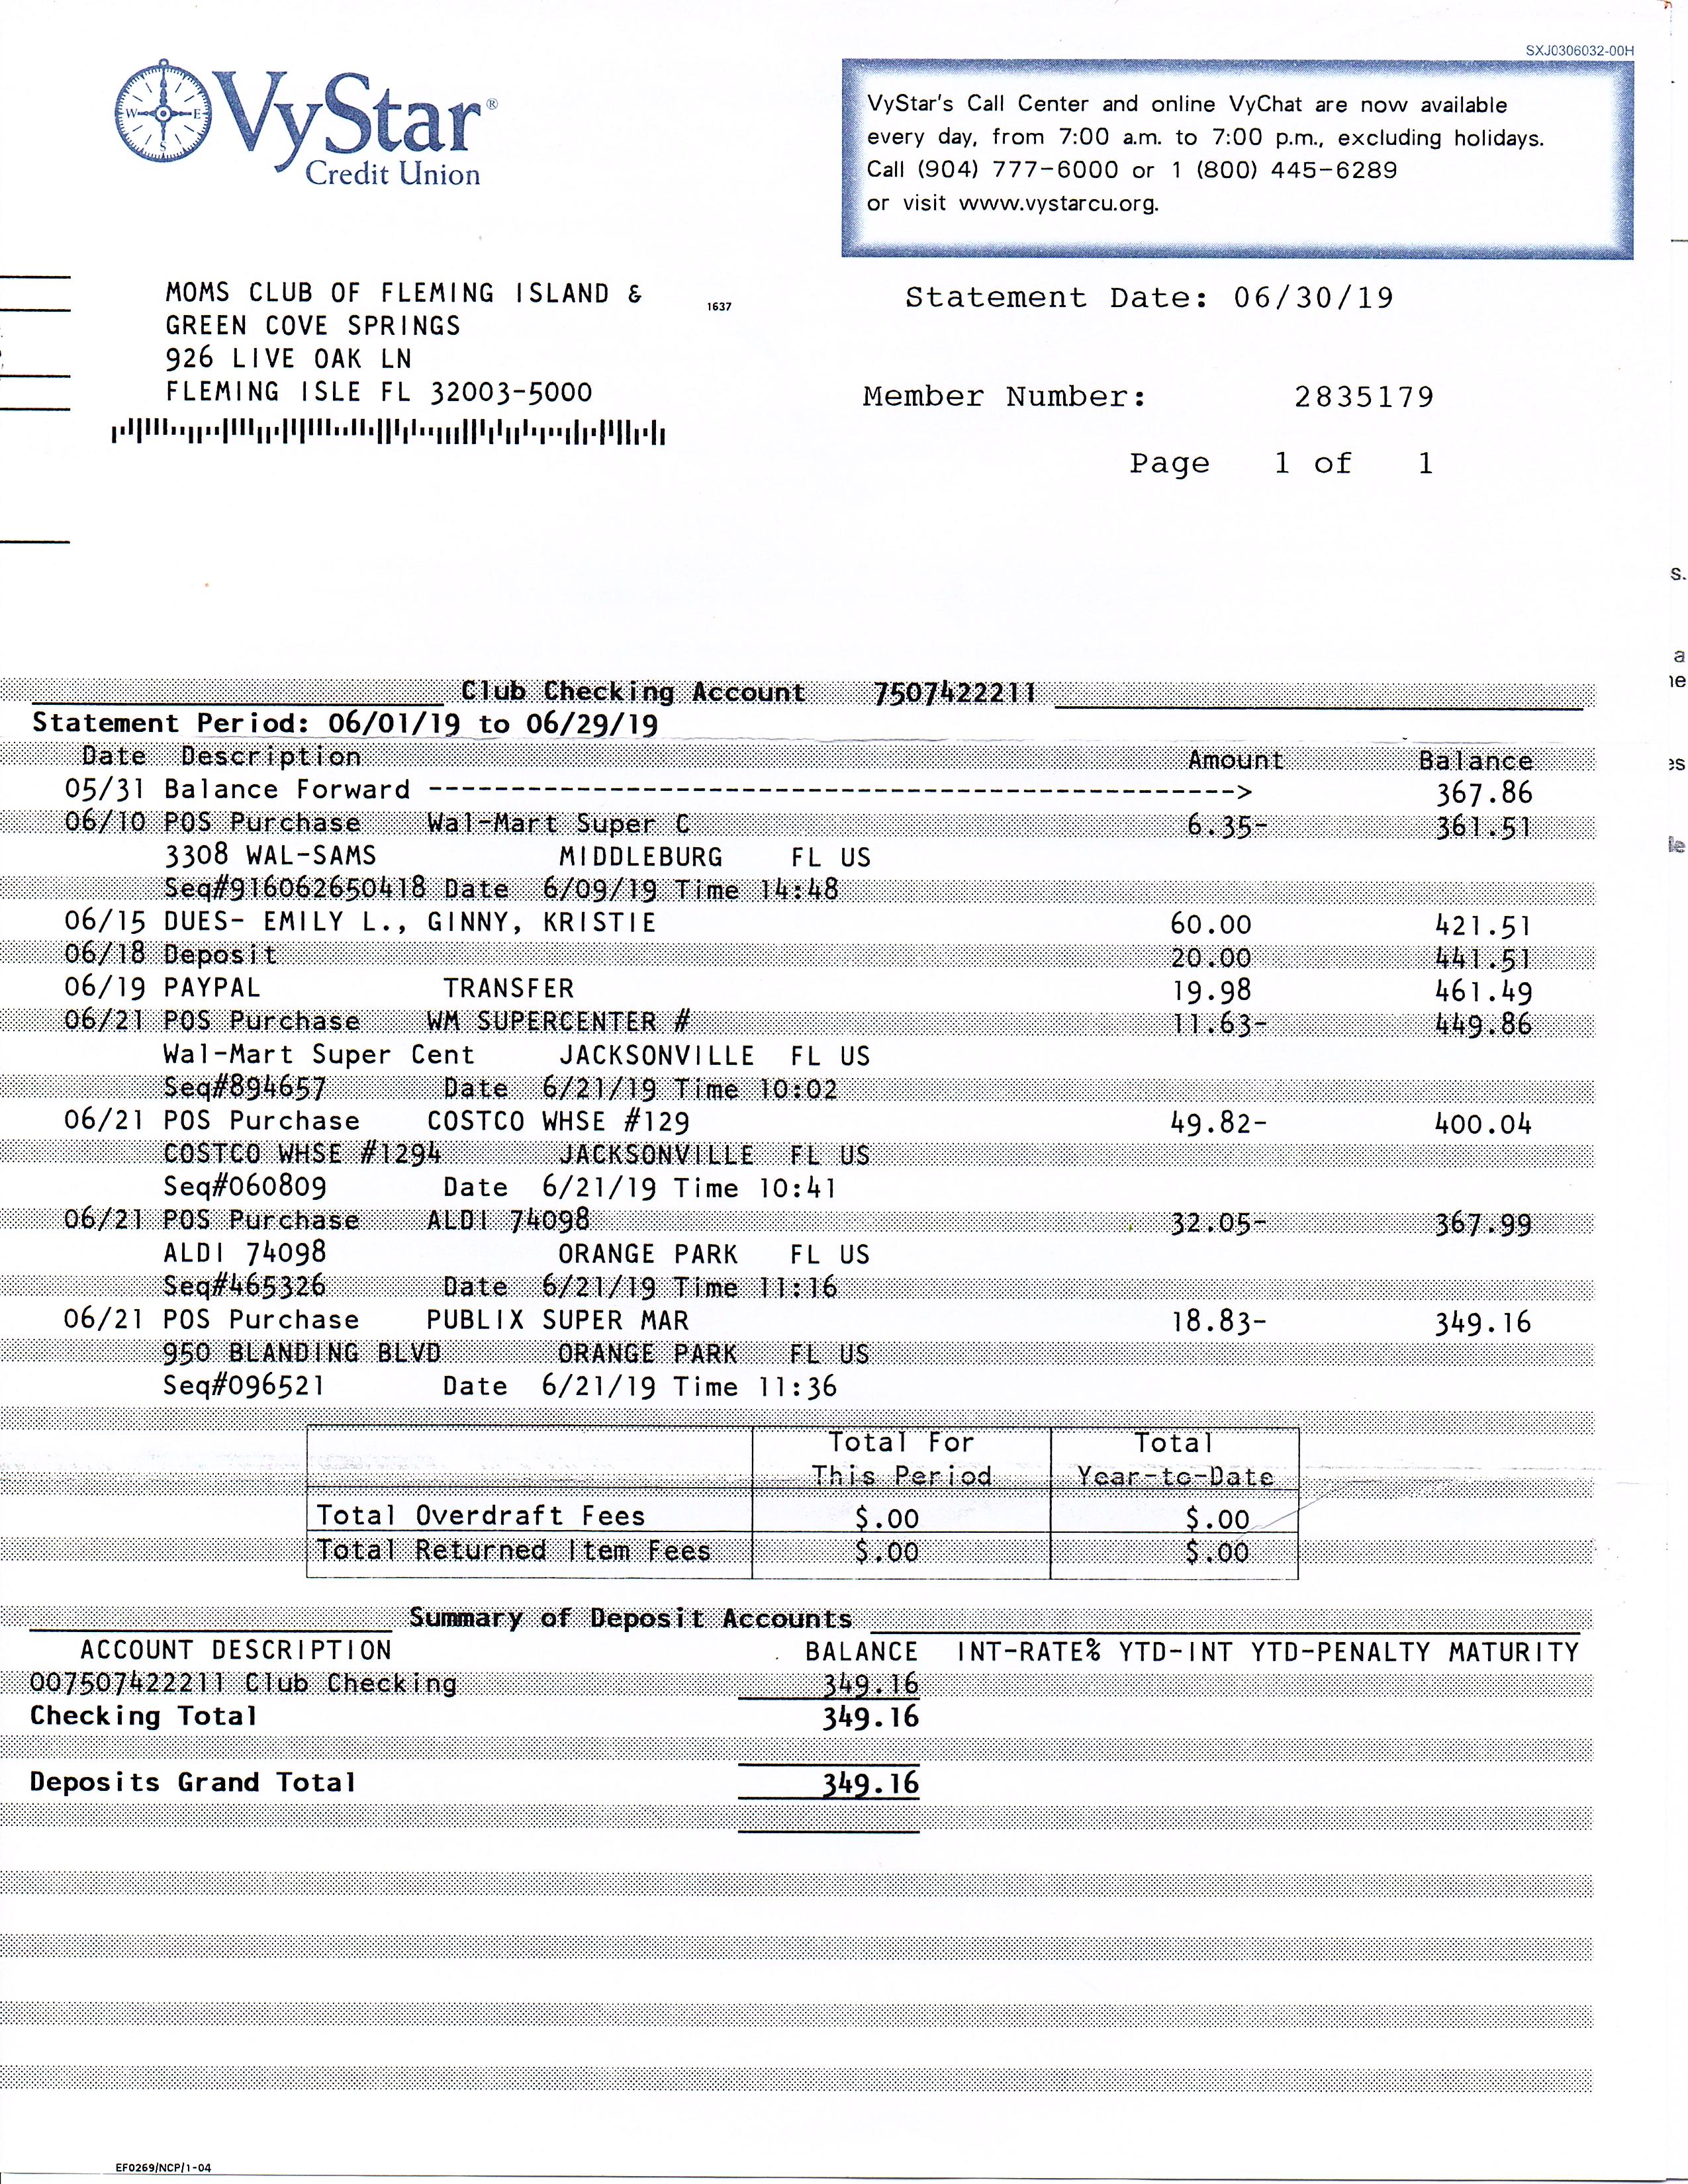 SXJ0306032-00H
VyStar®
Credit Union
W E S
VyStar's Call Center and online VyChat are now available
every day, from 7:00 a.m. to 7:00 p.m., excluding holidays.
Call (904) 777-6000 or 1 (800) 445-6289
or visit www.vystarcu.org.
MOMS CLUB OF FLEMING ISLAND & 1637
GREEN COVE SPRINGS
926 LIVE OAK LN
FLEMING ISLE FL 32003-5000
Statement Date: 06/30/19
Member Number: 2835179
Page 1 of 1
s.
a
Club Checking Account 7507422211
Statement Period: 06/01/19 to 06/29/19
Date Description Amount Balance
05/31 Balance Forward -------------------------------------------------> 367.86
06/10 POS Purchase Wal-Mart Super C 6.35- 361.51
3308 WAL-SAMS MIDDLEBURG FL US
Seq#916062650418 Date 6/09/19 Time 14:48
06/15 DUES- EMILY L., GINNY, KRISTIE 60.00 421.51
06/18 Deposit 20.00 441.51
06/19 PAYPAL TRANSFER 19.98 461.49
06/21 POS Purchase WM SUPERCENTER # 11.63- 449.86
Wal-Mart Super Cent JACKSONVILLE FL US
Seq#894657 Date 6/21/19 Time 10:02
06/21 POS Purchase COSTCO WHSE #129 49.82- 400.04
COSTCO WHSE #1294 JACKSONVILLE FL US
Seq#060809 Date 6/21/19 Time 10:41
06/21 POS Purchase ALDI 74098 32.05- 367.99
ALDI 74098 ORANGE PARK FL US
Seq#465326 Date 6/21/19 Time 11:16
06/21 POS Purchase PUBLIX SUPER MAR 18.83- 349.16
950 BLANDING BLVD ORANGE PARK FL US
Seq#096521 Date 6/21/19 Time 11:36
Total For Total
This Period Year-to-Date
Total Overdraft Fees $.00 $.00
Total Returned Item Fees $.00 $.00
Summary of Deposit Accounts
ACCOUNT DESCRIPTION BALANCE INT-RATE% YTD-INT YTD-PENALTY MATURITY
007507422211 Club Checking 349.16
Checking Total 349.16
Deposits Grand Total 349.16
EF0269/NCP/1-04